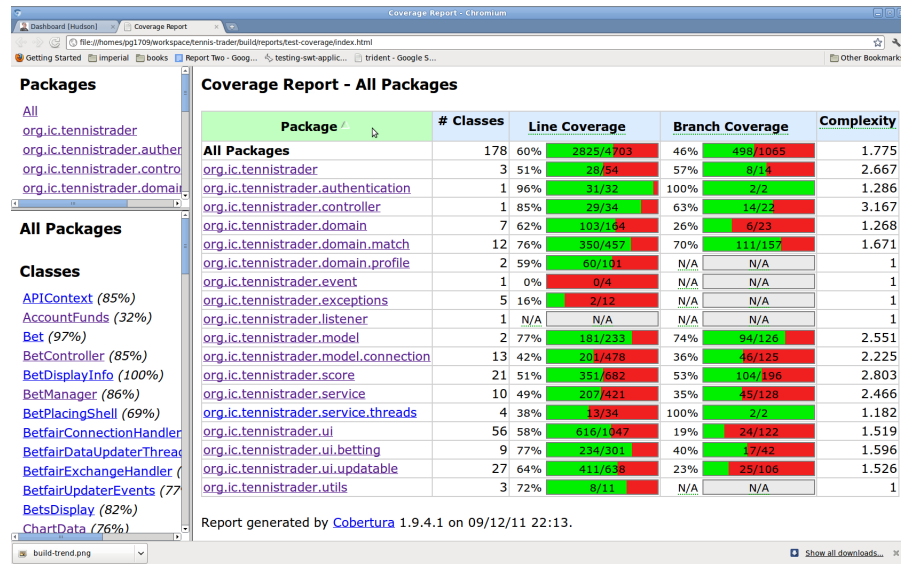 Coverage Report - Chromium
Dashboard [Hudson]
Coverage Report
file:///homes/pg1709/workspace/tennis-trader/build/reports/test-coverage/index.html
Getting Started imperial books Report Two - Goog... testing-swt-applic... trident - Google S... Other Bookmarks
Packages
All
org.ic.tennistrader
org.ic.tennistrader.authen
org.ic.tennistrader.contro
org.ic.tennistrader.domain
All Packages
Classes
APIContext (85%)
AccountFunds (32%)
Bet (97%)
BetController (85%)
BetDisplayInfo (100%)
BetManager (86%)
BetPlacingShell (69%)
BetfairConnectionHandler
BetfairDataUpdaterThread
BetfairExchangeHandler (
BetfairUpdaterEvents (77
BetsDisplay (82%)
ChartData (76%)
Coverage Report - All Packages
Package # Classes Line Coverage Branch Coverage Complexity
All Packages 178 60% 2825/4703 46% 498/1065 1.775
org.ic.tennistrader 3 51% 28/54 57% 8/14 2.667
org.ic.tennistrader.authentication 1 96% 31/32 100% 2/2 1.286
org.ic.tennistrader.controller 1 85% 29/34 63% 14/22 3.167
org.ic.tennistrader.domain 7 62% 103/164 26% 6/23 1.268
org.ic.tennistrader.domain.match 12 76% 350/457 70% 111/157 1.671
org.ic.tennistrader.domain.profile 2 59% 60/101 N/A N/A 1
org.ic.tennistrader.event 1 0% 0/4 N/A N/A 1
org.ic.tennistrader.exceptions 5 16% 2/12 N/A N/A 1
org.ic.tennistrader.listener 1 N/A N/A N/A N/A 1
org.ic.tennistrader.model 2 77% 181/233 74% 94/126 2.551
org.ic.tennistrader.model.connection 13 42% 201/478 36% 46/125 2.225
org.ic.tennistrader.score 21 51% 351/682 53% 104/196 2.803
org.ic.tennistrader.service 10 49% 207/421 35% 45/128 2.466
org.ic.tennistrader.service.threads 4 38% 13/34 100% 2/2 1.182
org.ic.tennistrader.ui 56 58% 616/1047 19% 24/122 1.519
org.ic.tennistrader.ui.betting 9 77% 234/301 40% 17/42 1.596
org.ic.tennistrader.ui.updatable 27 64% 411/638 23% 25/106 1.526
org.ic.tennistrader.utils 3 72% 8/11 N/A N/A 1
Report generated by Cobertura 1.9.4.1 on 09/12/11 22:13.
build-trend.png
Show all downloads...